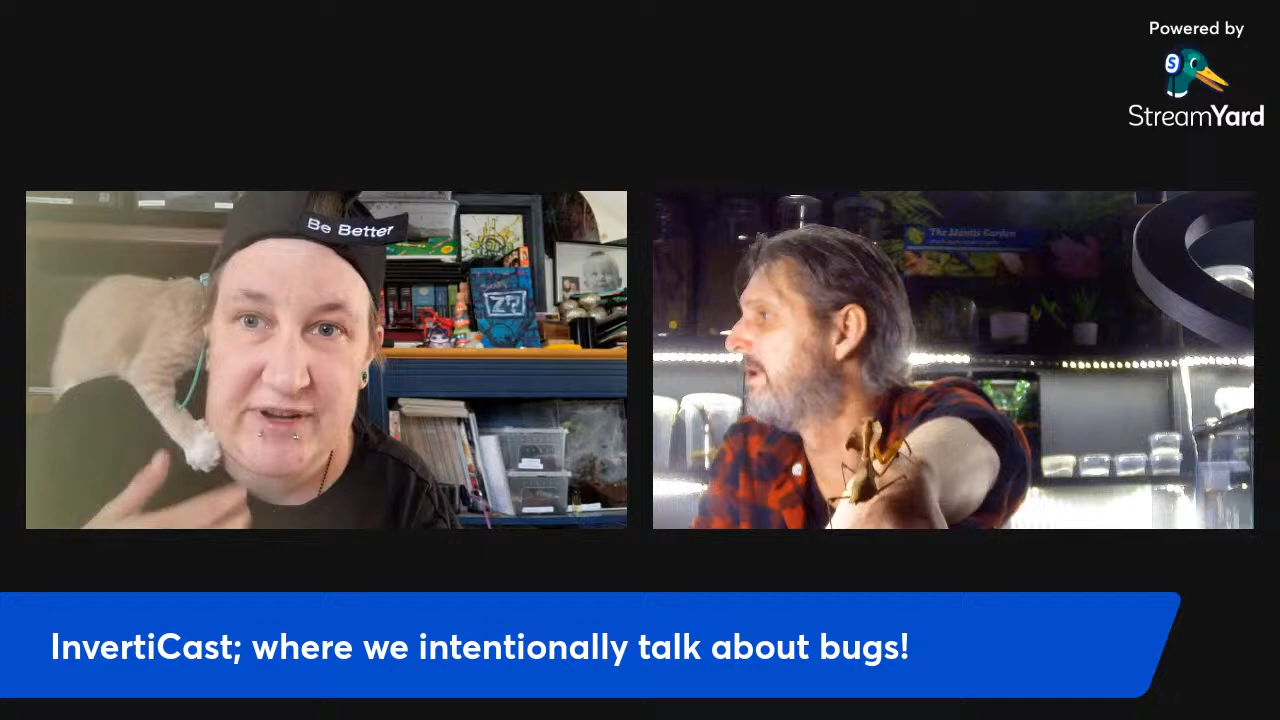 Powered by
S
StreamYard
Be Better
The Mantis Garden
InvertiCast; where we intentionally talk about bugs!